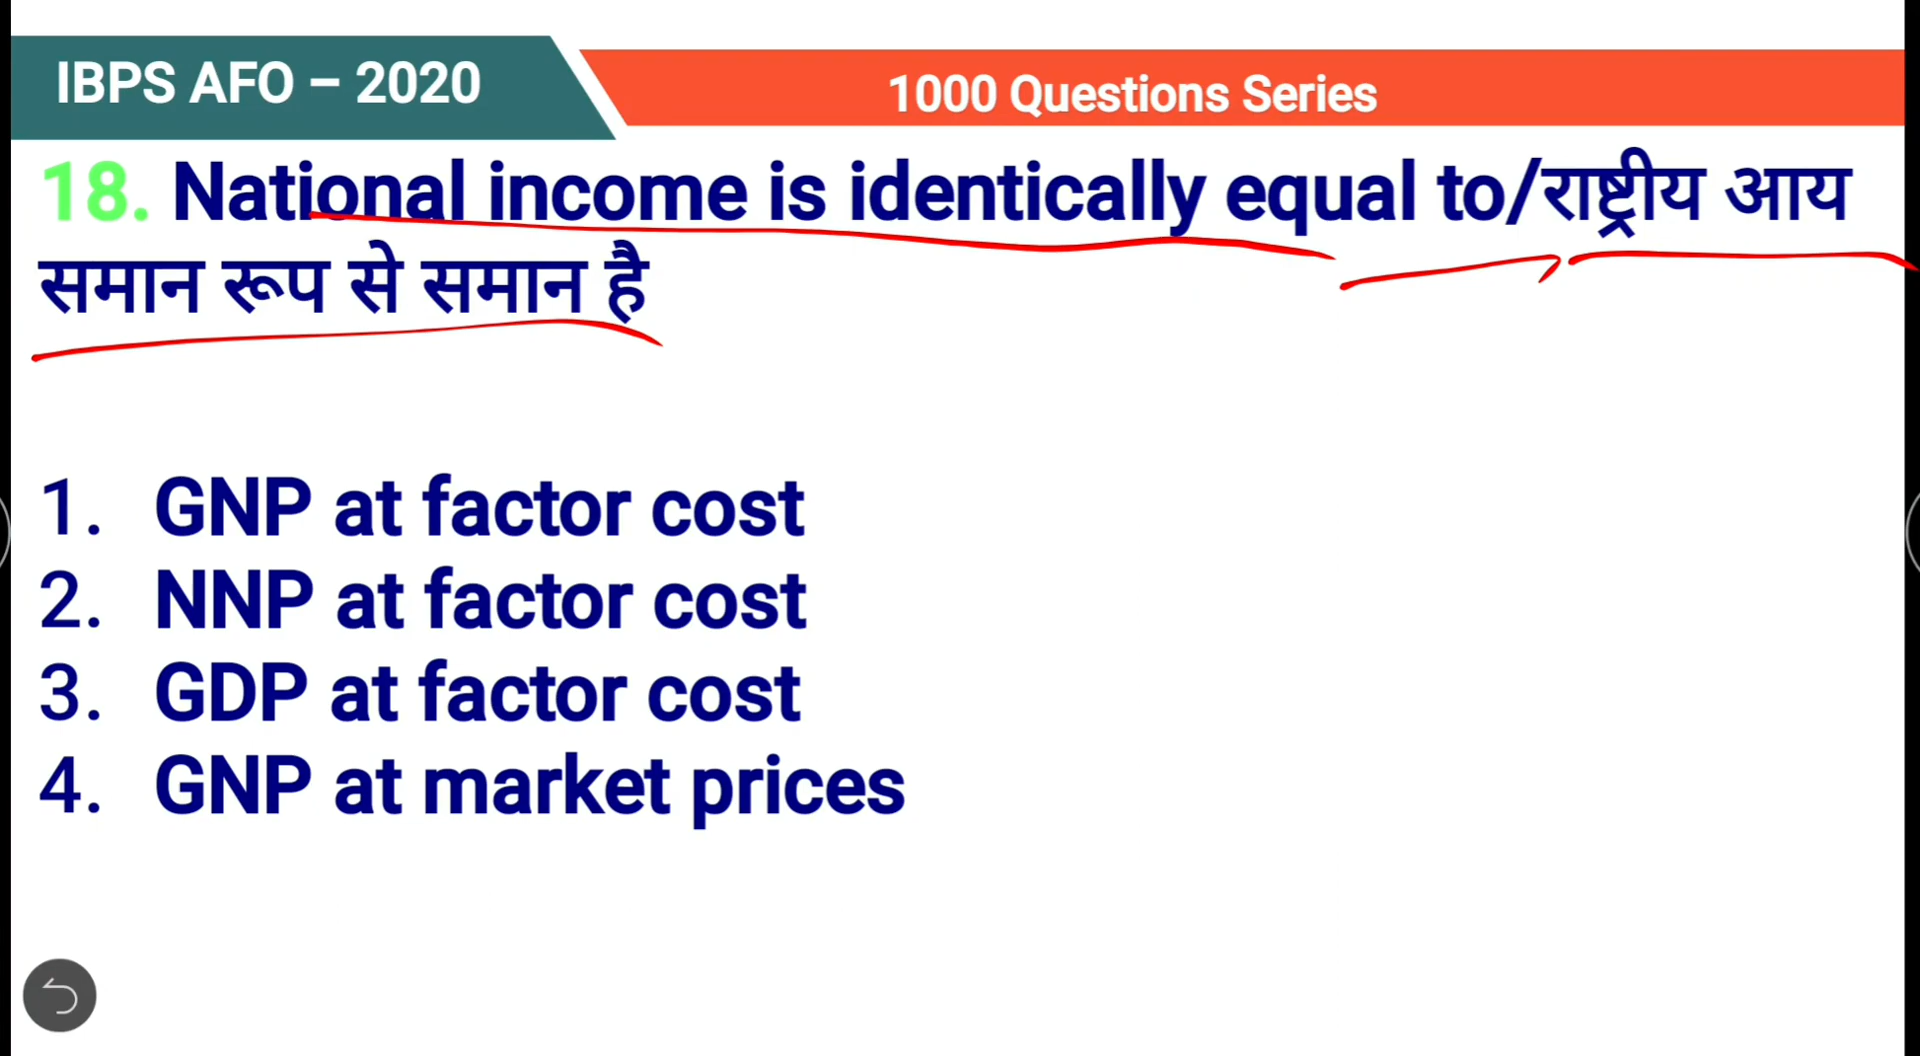 IBPS AFO – 2020
1000 Questions Series
18. National income is identically equal to/राष्ट्रीय आय
समान रूप से समान है
1. GNP at factor cost
2. NNP at factor cost
3. GDP at factor cost
4. GNP at market prices